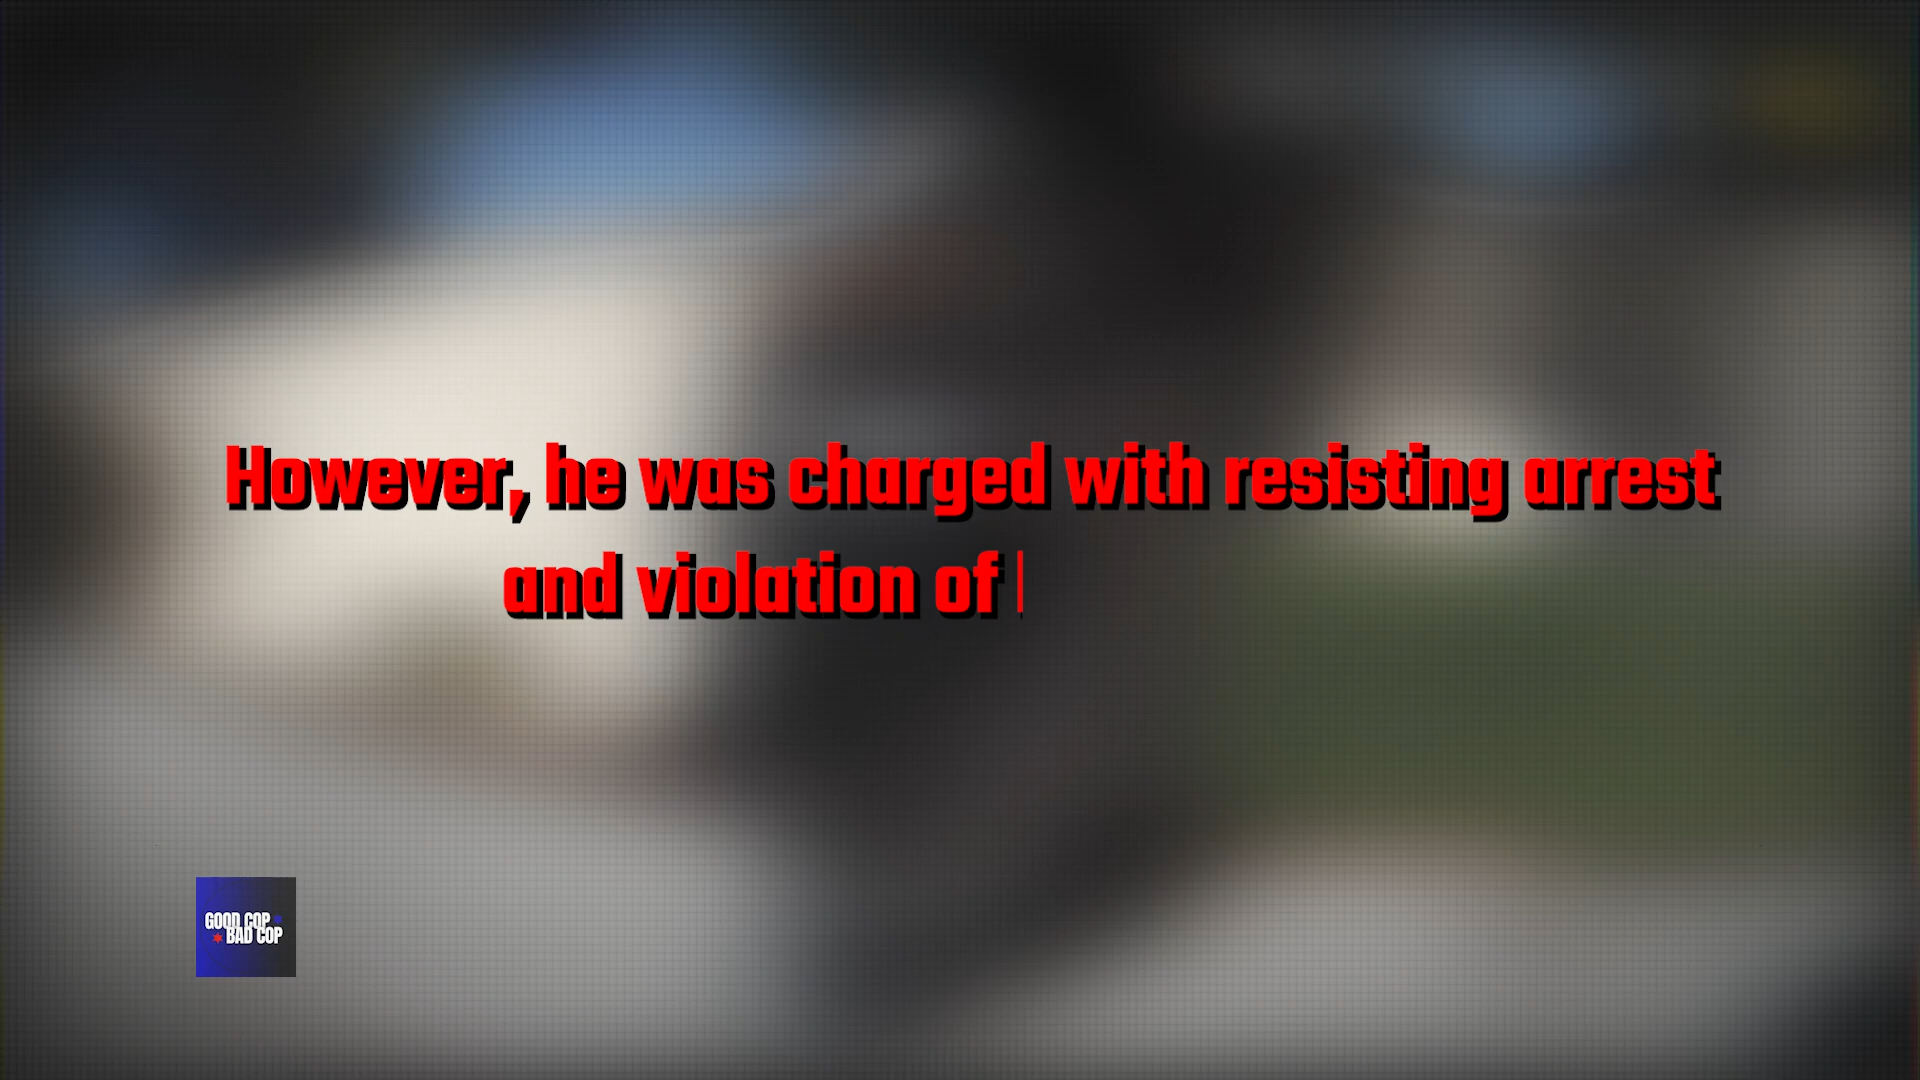 However, he was charged with resisting arrest
and violation of
GOOD COP
BAD COP